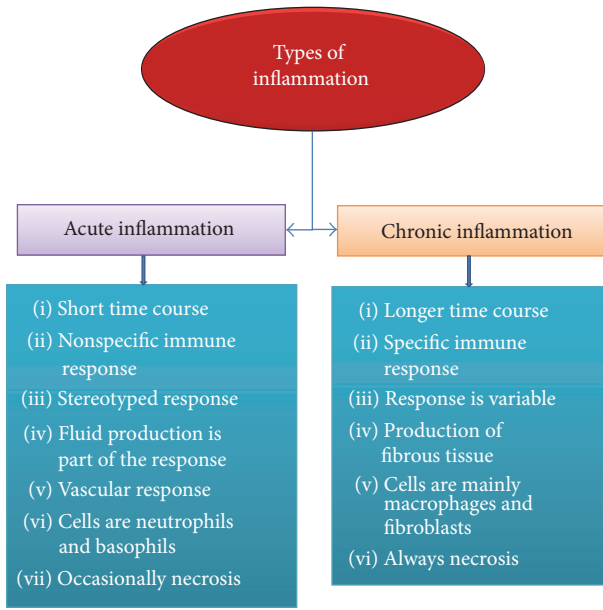 Types of
inflammation
Acute inflammation
Chronic inflammation
(i) Short time course
(ii) Nonspecific immune
response
(iii) Stereotyped response
(iv) Fluid production is
part of the response
(v) Vascular response
(vi) Cells are neutrophils
and basophils
(vii) Occasionally necrosis
(i) Longer time course
(ii) Specific immune
response
(iii) Response is variable
(iv) Production of
fibrous tissue
(v) Cells are mainly
macrophages and
fibroblasts
(vi) Always necrosis